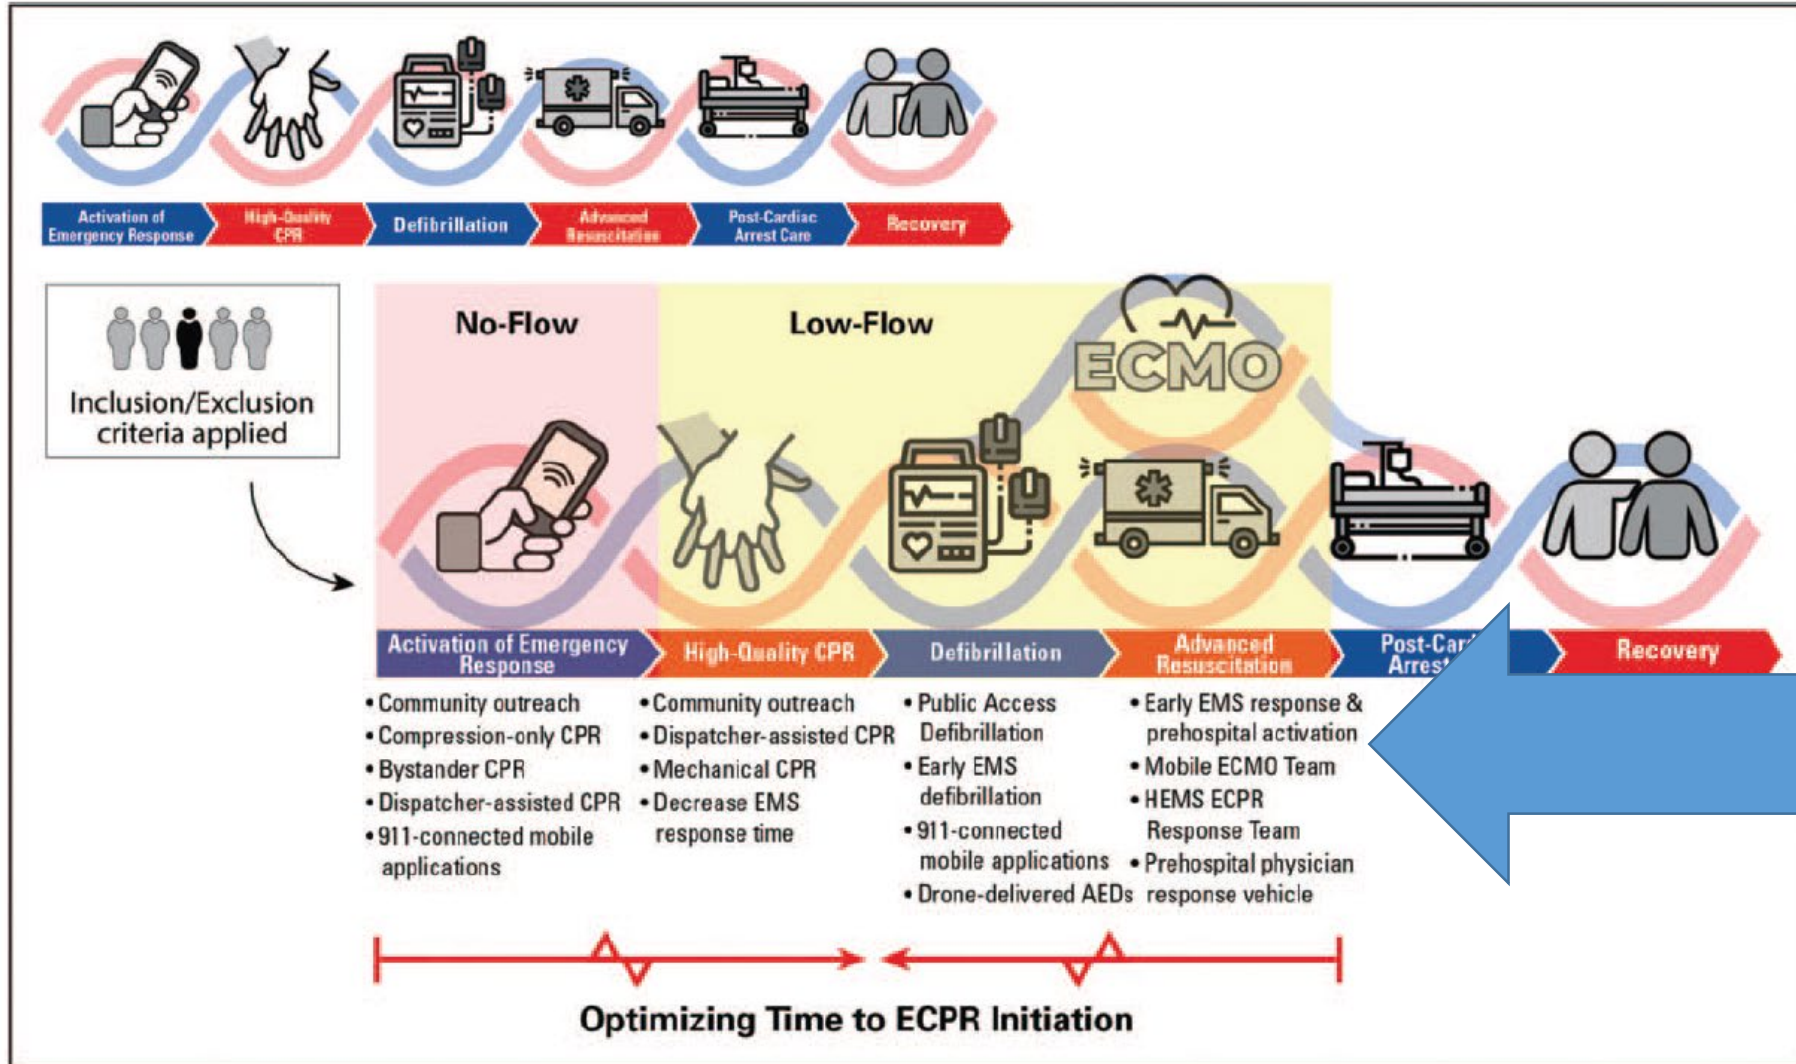 Activation of
Emergency Response
High-Quality
CPR
Defibrillation
Advanced
Resuscitation
Post-Cardiac
Arrest Care
Recovery
Inclusion/Exclusion
criteria applied
No-Flow
Low-Flow
ECMO
Activation of Emergency
Response
High-Quality CPR
Defibrillation
Advanced
Resuscitation
Post-Car
Arrest
Recovery
• Community outreach
• Compression-only CPR
• Bystander CPR
• Dispatcher-assisted CPR
• 911-connected mobile
applications
• Community outreach
• Dispatcher-assisted CPR
• Mechanical CPR
• Decrease EMS
response time
• Public Access
Defibrillation
• Early EMS
defibrillation
• 911-connected
mobile applications
• Drone-delivered AEDs
• Early EMS response &
prehospital activation
• Mobile ECMO Team
• HEMS ECPR
Response Team
• Prehospital physician
response vehicle
Optimizing Time to ECPR Initiation